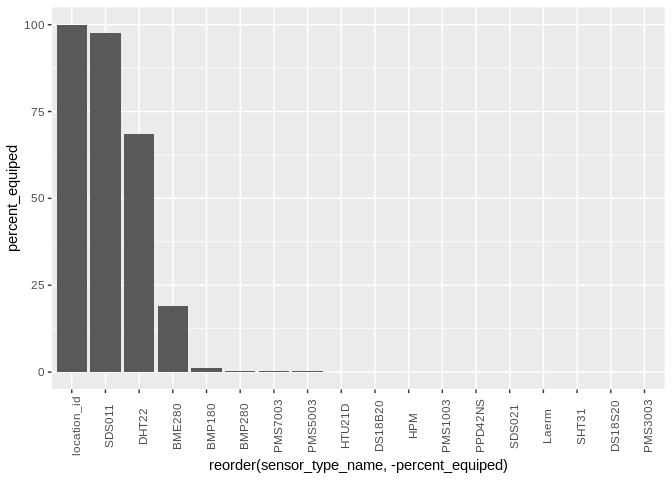 100
75
50
25
0
percent_equiped
location_id
SDS011
DHT22
BME280
BMP180
BMP280
PMS7003
PMS5003
HTU21D
DS18B20
HPM
PMS1003
PPD42NS
SDS021
Laerm
SHT31
DS18S20
PMS3003
reorder(sensor_type_name, -percent_equiped)